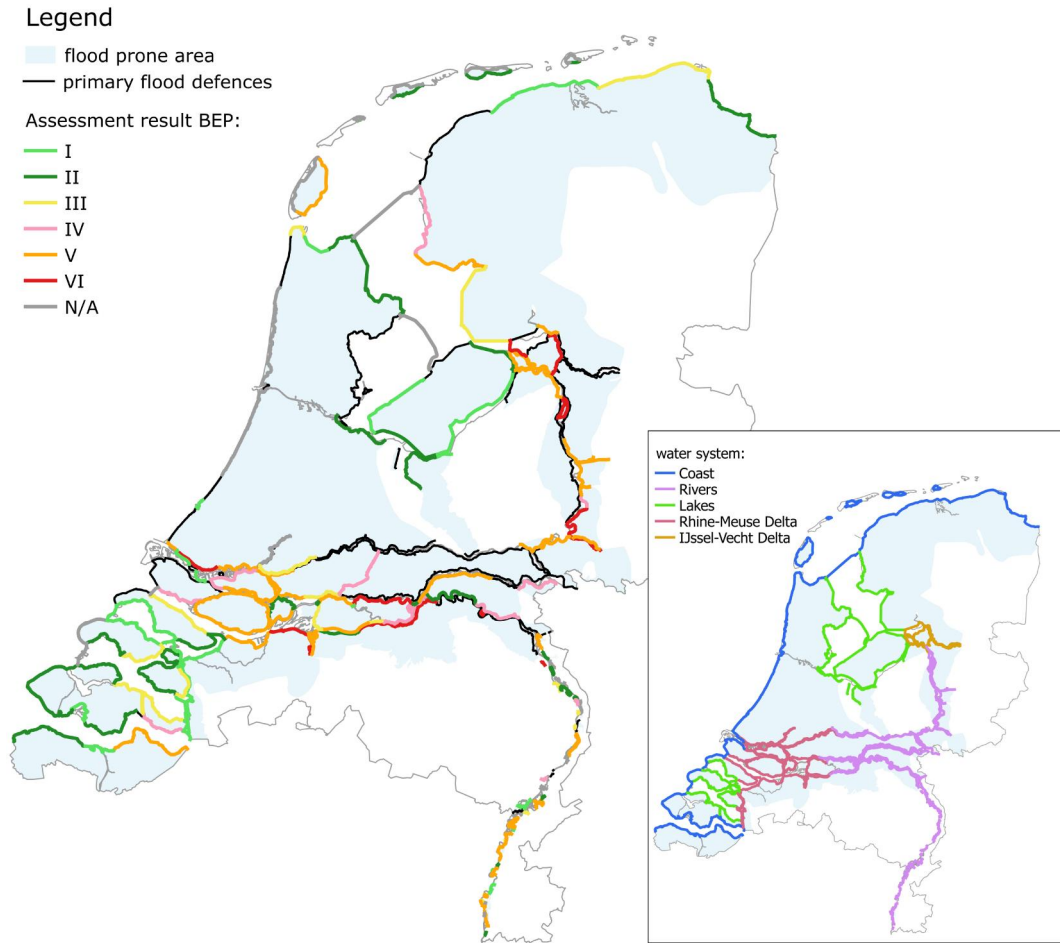 Legend
flood prone area
primary flood defences
Assessment result BEP:
I
II
III
IV
V
VI
N/A
water system:
Coast
Rivers
Lakes
Rhine-Meuse Delta
IJssel-Vecht Delta